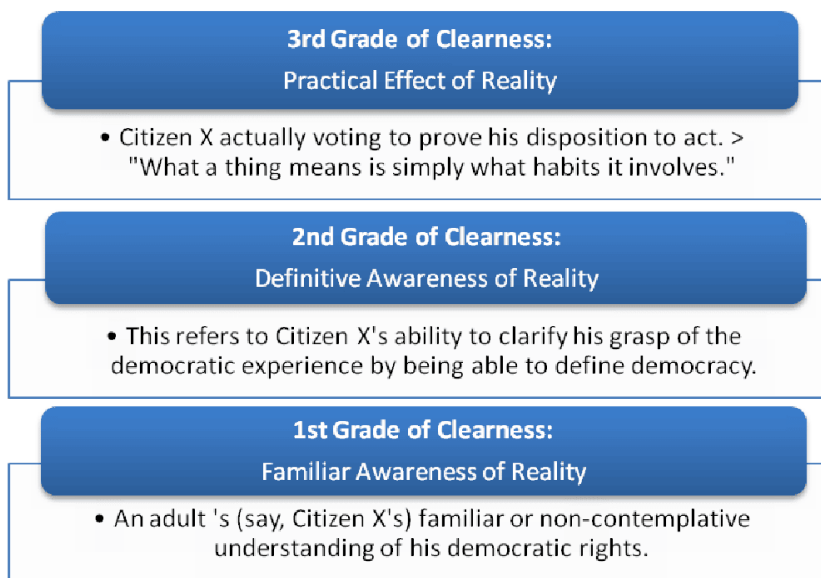 3rd Grade of Clearness:
Practical Effect of Reality
• Citizen X actually voting to prove his disposition to act. >
"What a thing means is simply what habits it involves."
2nd Grade of Clearness:
Definitive Awareness of Reality
• This refers to Citizen X's ability to clarify his grasp of the
democratic experience by being able to define democracy.
1st Grade of Clearness:
Familiar Awareness of Reality
• An adult 's (say, Citizen X's) familiar or non-contemplative
understanding of his democratic rights.